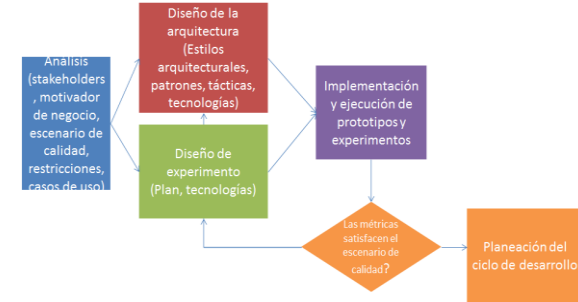 Análisis
(stakeholders
, motivador
de negocio,
escenario de
calidad,
restricciones,
casos de uso)
Diseño de la
arquitectura
(Estilos
arquitecturales,
patrones, tácticas,
tecnologías)
Diseño de
experimento
(Plan, tecnologías)
Implementación
y ejecución de
prototipos y
experimentos
Las métricas
satisfacen el
escenario de
calidad?
Planeación del
ciclo de desarrollo